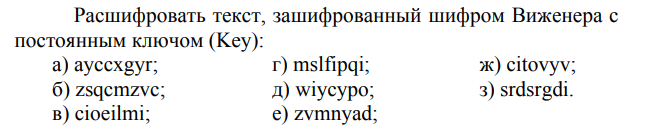 Расшифровать текст, зашифрованный шифром Виженера с
постоянным ключом (Key):
а) ayccxgyr; г) mslfipqi; ж) citovyv;
б) zsqcmzvc; д) wiycypo; з) srdsrgdi.
в) cioeilmi; е) zvmnyad;